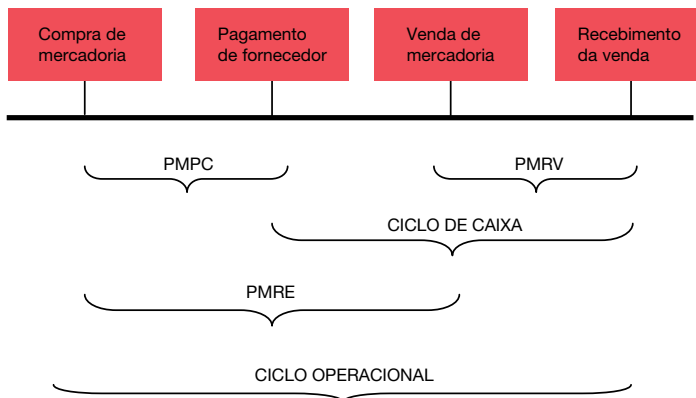 Compra de
mercadoria
Pagamento
de fornecedor
Venda de
mercadoria
Recebimento
da venda
PMPC
PMRV
CICLO DE CAIXA
PMRE
CICLO OPERACIONAL